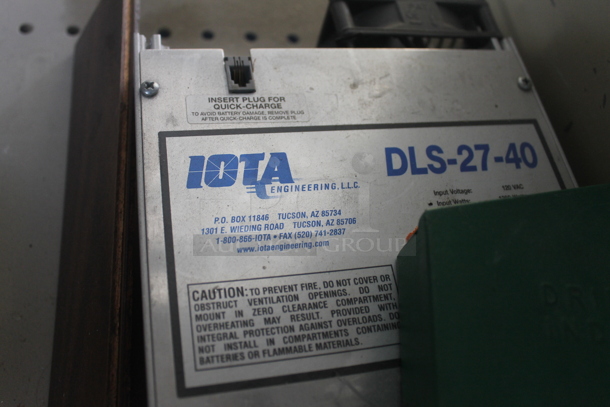 INSERT PLUG FOR
QUICK-CHARGE
TO AVOID BATTERY DAMAGE, REMOVE PLUG
AFTER QUICK-CHARGE IS COMPLETE
IOTA
ENGINEERING, L.L.C.
DLS-27-40
P.O. BOX 11846 TUCSON, AZ 85734
1301 E. WIEDING ROAD TUCSON, AZ 85706
1-800-866-IOTA • FAX (520) 741-2837
www.iotaengineering.com
Input Voltage: 120 VAC
Input Watts:
GROUP
CAUTION: TO PREVENT FIRE, DO NOT COVER OR
OBSTRUCT VENTILATION OPENINGS. DO NOT
MOUNT IN ZERO CLEARANCE COMPARTMENT,
OVERHEATING MAY RESULT. PROVIDED WITH
INTEGRAL PROTECTION AGAINST OVERLOADS. DO
NOT INSTALL IN COMPARTMENTS CONTAINING
BATTERIES OR FLAMMABLE MATERIALS.